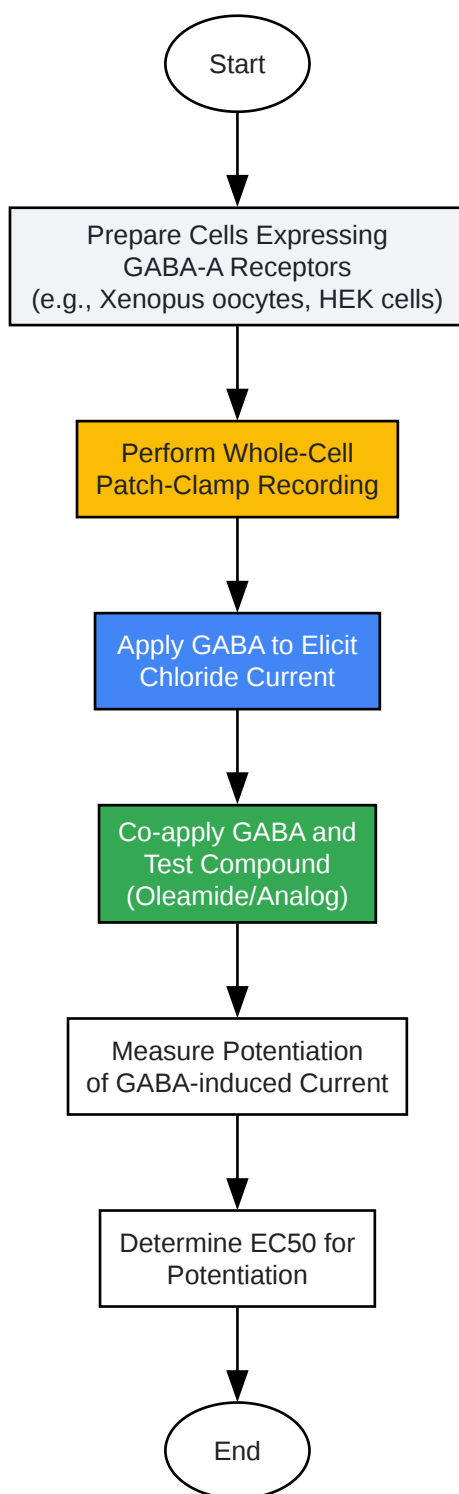 Start
Prepare Cells Expressing
GABA-A Receptors
(e.g., Xenopus oocytes, HEK cells)
Perform Whole-Cell
Patch-Clamp Recording
Apply GABA to Elicit
Chloride Current
Co-apply GABA and
Test Compound
(Oleamide/Analog)
Measure Potentiation
of GABA-induced Current
Determine EC50 for
Potentiation
End